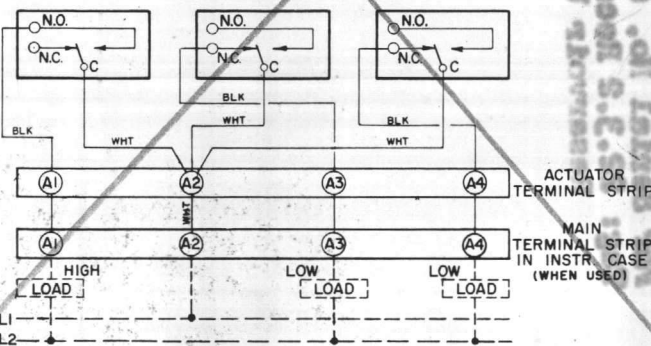 N.O. N.O. N.O.
N.C. C N.C. C N.C. C
BLK
BLK WHT WHT BLK
WHT
A1 A2 A3 A4 ACTUATOR
TERMINAL STRIP
WHT
MAIN
A1 A2 A3 A4 TERMINAL STRIP
IN INSTR. CASE
HIGH LOW LOW (WHEN USED)
LOAD LOAD LOAD
L1
L2